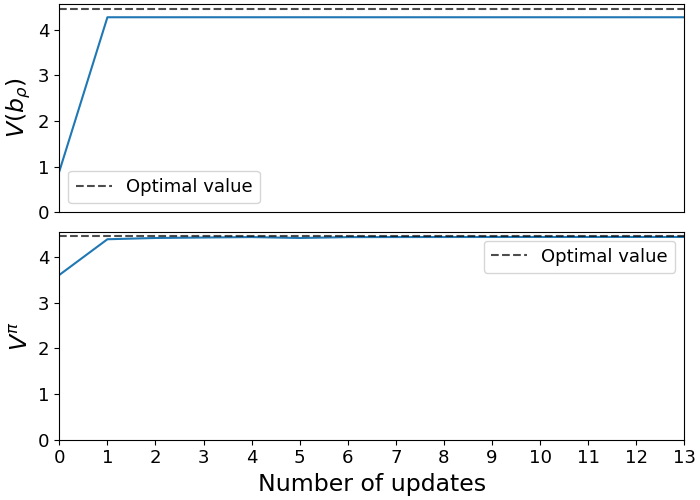 4
3
2
1
0
V(b_ρ)
Optimal value
4
3
2
1
0
V^π
Optimal value
0 1 2 3 4 5 6 7 8 9 10 11 12 13
Number of updates